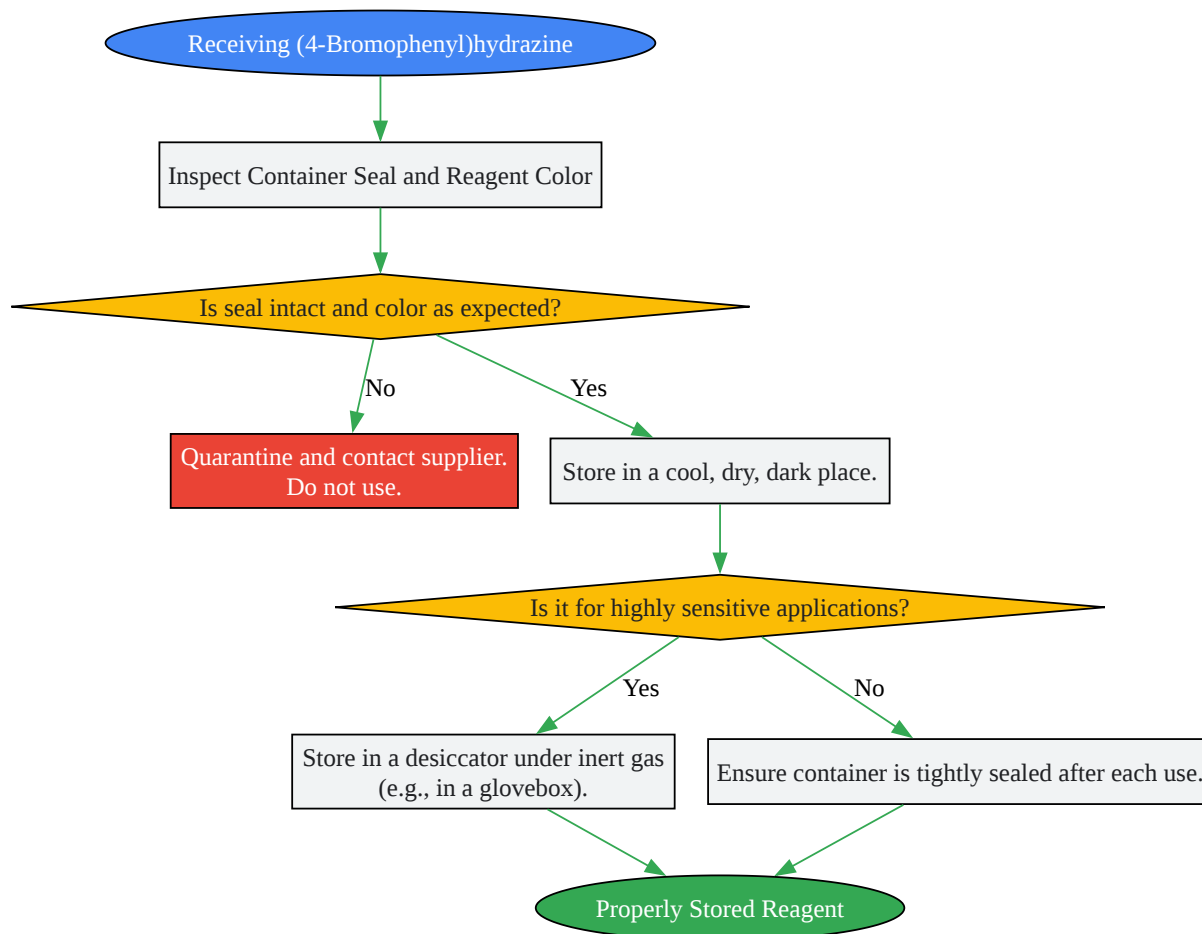 Receiving (4-Bromophenyl)hydrazine
Inspect Container Seal and Reagent Color
Is seal intact and color as expected?
No
Yes
Quarantine and contact supplier.
Do not use.
Store in a cool, dry, dark place.
Is it for highly sensitive applications?
Yes
No
Store in a desiccator under inert gas
(e.g., in a glovebox).
Ensure container is tightly sealed after each use.
Properly Stored Reagent